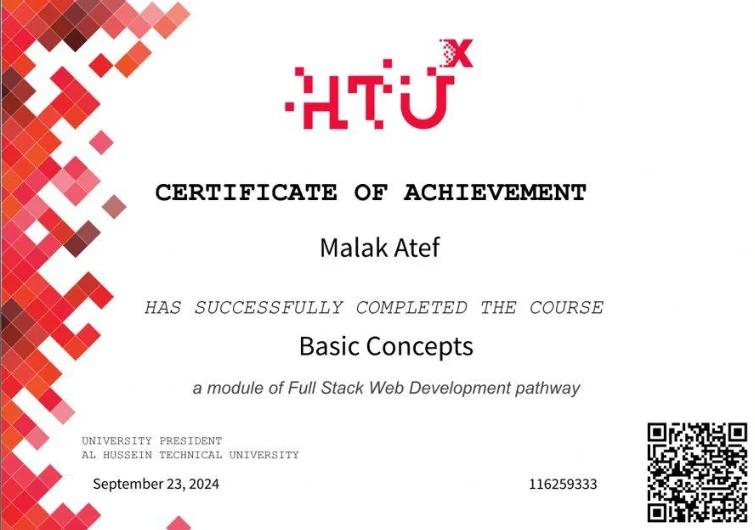 HTU X
CERTIFICATE OF ACHIEVEMENT
Malak Atef
HAS SUCCESSFULLY COMPLETED THE COURSE
Basic Concepts
a module of Full Stack Web Development pathway
UNIVERSITY PRESIDENT
AL HUSSEIN TECHNICAL UNIVERSITY
September 23, 2024 116259333